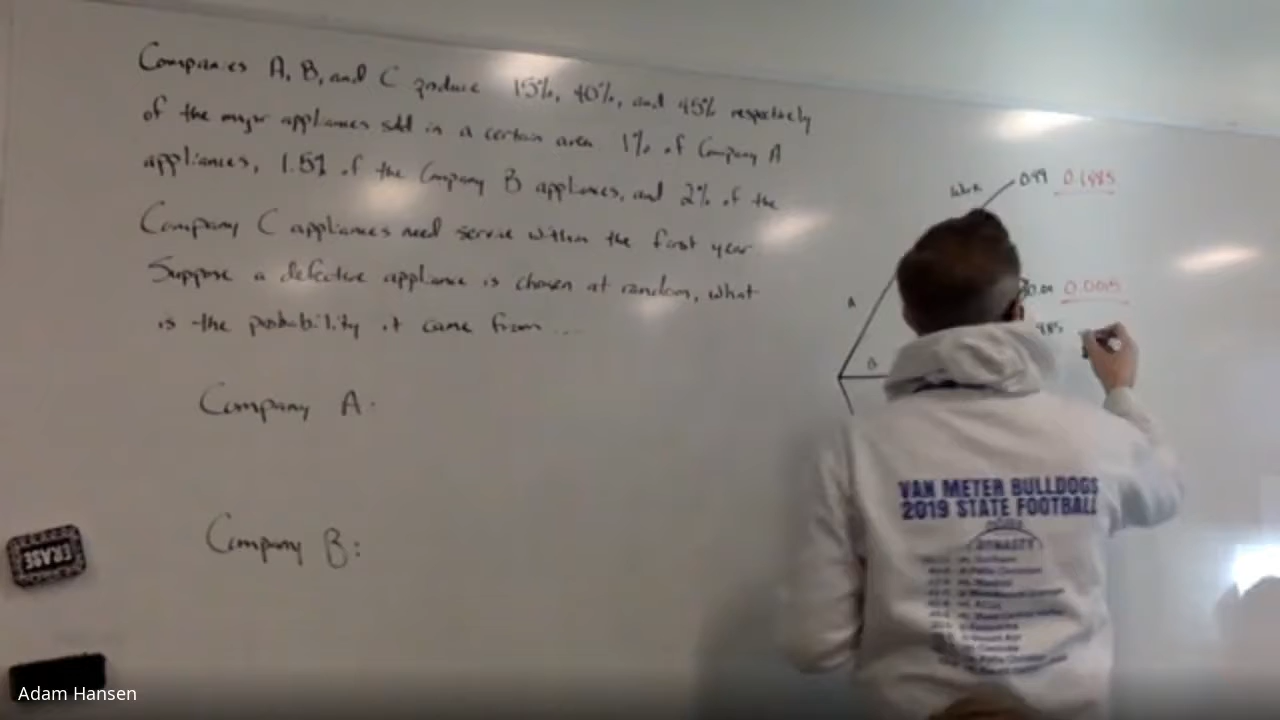 Companies A, B, and C produce 15%, 40%, and 45% respectively
of the major appliances sold in a certain area 1% of Company A
appliances, 1.5% of the Company B appliances, and 2% of the
Company C appliances need service within the first year
Suppose a defective appliance is chosen at random, what
is the probability it came from ...
0.99 0.1485
A
0.01 0.0015
985
B
Company A:
Company B:
ERASE
VAN METER BULLDOGS
2019 STATE FOOTBALL
DYNASTY
Adam Hansen